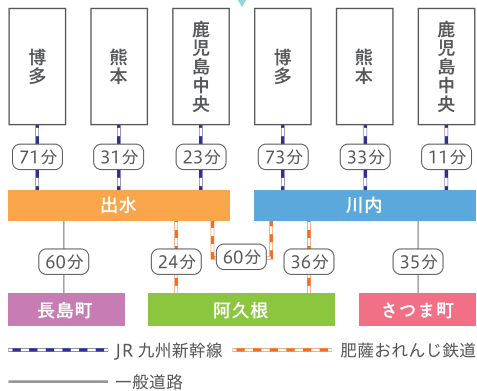 博多
熊本
鹿児島中央
博多
熊本
鹿児島中央
71分
31分
23分
73分
33分
11分
出水
川内
60分
24分
60分
36分
35分
長島町
阿久根
さつま町
JR 九州新幹線
肥薩おれんじ鉄道
一般道路